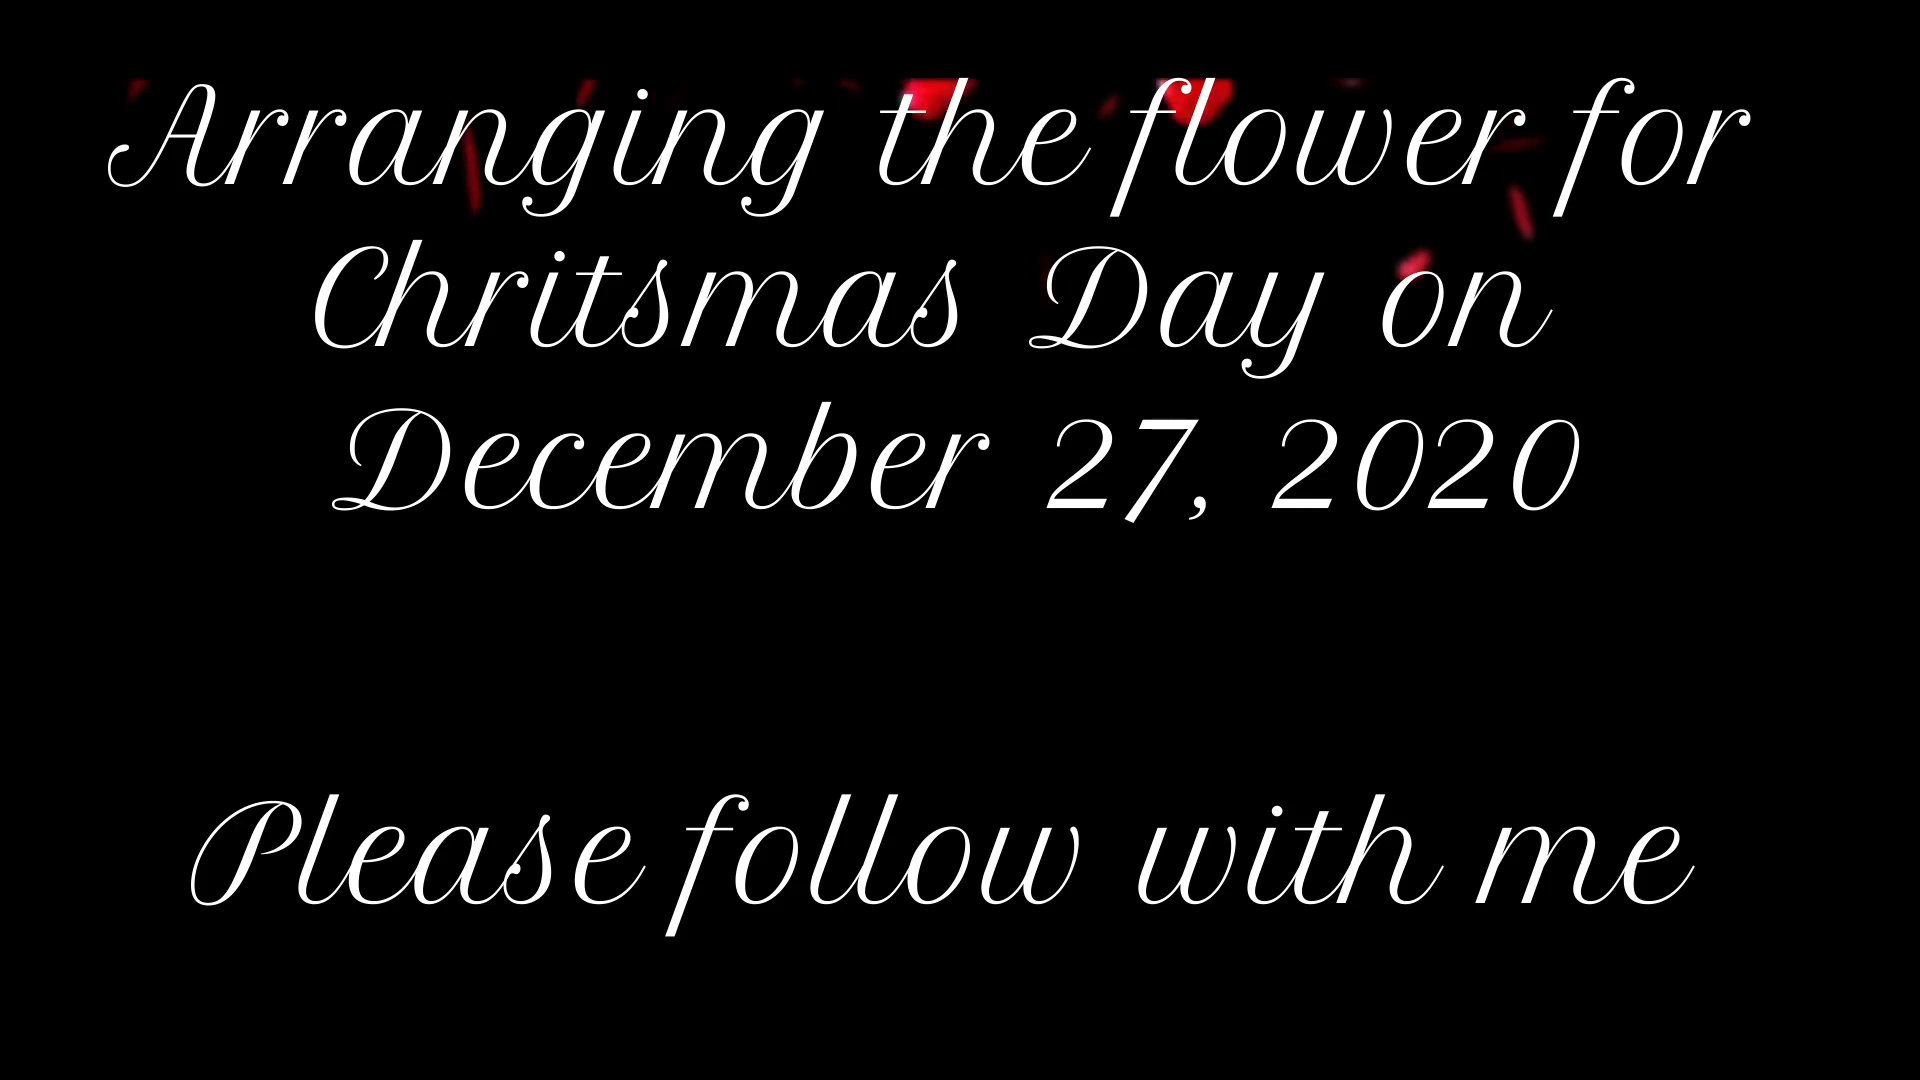 Arranging the flower for
Chritsmas Day on
December 27, 2020
Please follow with me